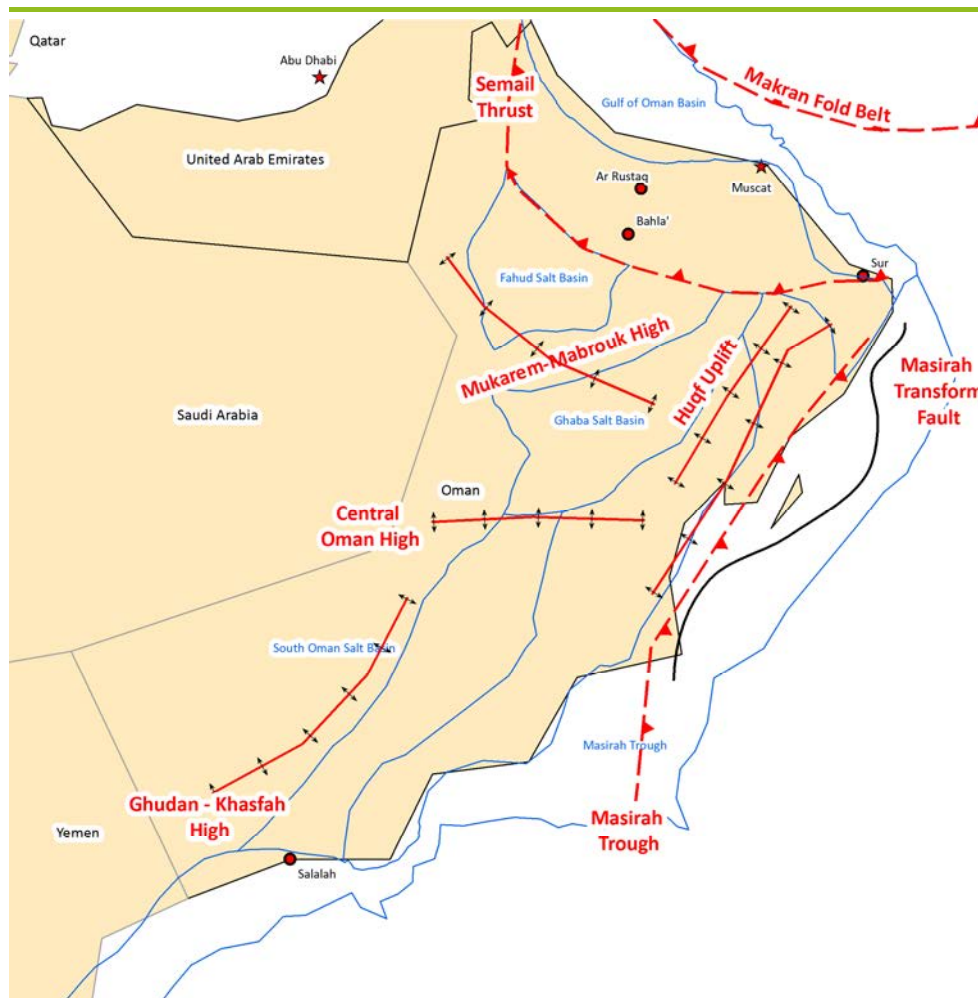 Qatar
Abu Dhabi
Semail
Thrust
Gulf of Oman Basin
Makran Fold Belt
United Arab Emirates
Ar Rustaq
Muscat
Bahla'
Sur
Fahud Salt Basin
Mukarem-Mabrouk High
Huqf Uplift
Masirah
Transform
Fault
Saudi Arabia
Ghaba Salt Basin
Oman
Central
Oman High
South Oman Salt Basin
Masirah Trough
Ghudan - Khasfah
High
Masirah
Trough
Yemen
Salalah